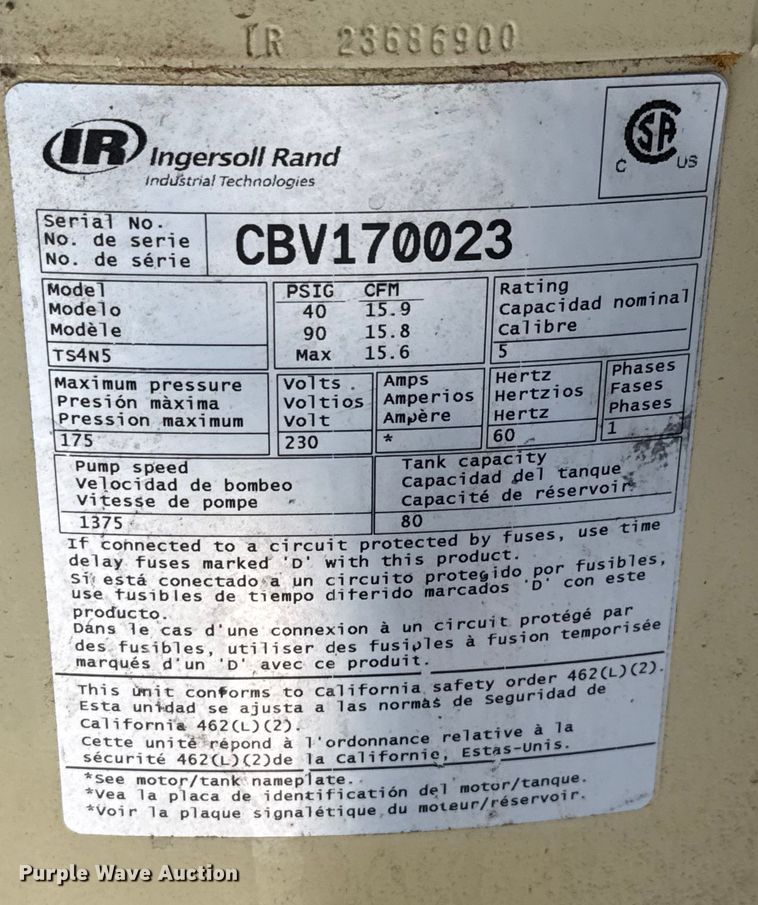 IR 23686900
IR Ingersoll Rand
Industrial Technologies
C SA US
Serial No.
No. de serie
No. de série
CBV170023
Model
Modelo
Modèle
TS4N5
PSIG CFM
40 15.9
90 15.8
Max 15.6
Rating
Capacidad nominal
Calibre
5
Maximum pressure
Presión màxima
Pression maximum
175
Volts.
Voltios
Volt
230
Amps
Amperios
Ampère
*
Hertz
Hertzios
Hertz
60
Phases
Fases
Phases
1
Pump speed
Velocidad de bombeo
Vitesse de pompe
1375
Tank capacity
Capacidad del tanque
Capacité de réservoir
80
If connected to a circuit protected by fuses, use time
delay fuses marked 'D' with this product.
Si está conectado a un circuito protegido por fusibles,
use fusibles de tiempo diferido marcados 'D' con este
producto.
Dans le cas d'une connexion à un circuit protégé par
des fusibles, utiliser des fusibles à fusion temporisée
marqués d'un 'D' avec ce produit.
This unit conforms to California safety order 462(L)(2).
Esta unidad se ajusta a las normas de Seguridad de
California 462(L)(2).
Cette unité répond à l'ordonnance relative à la
sécurité 462(L)(2)de la Californie, Estas-Unis.
*See motor/tank nameplate.
*Vea la placa de identificación del motor/tanque.
*Voir la plaque signalétique du moteur/réservoir.
Purple Wave Auction